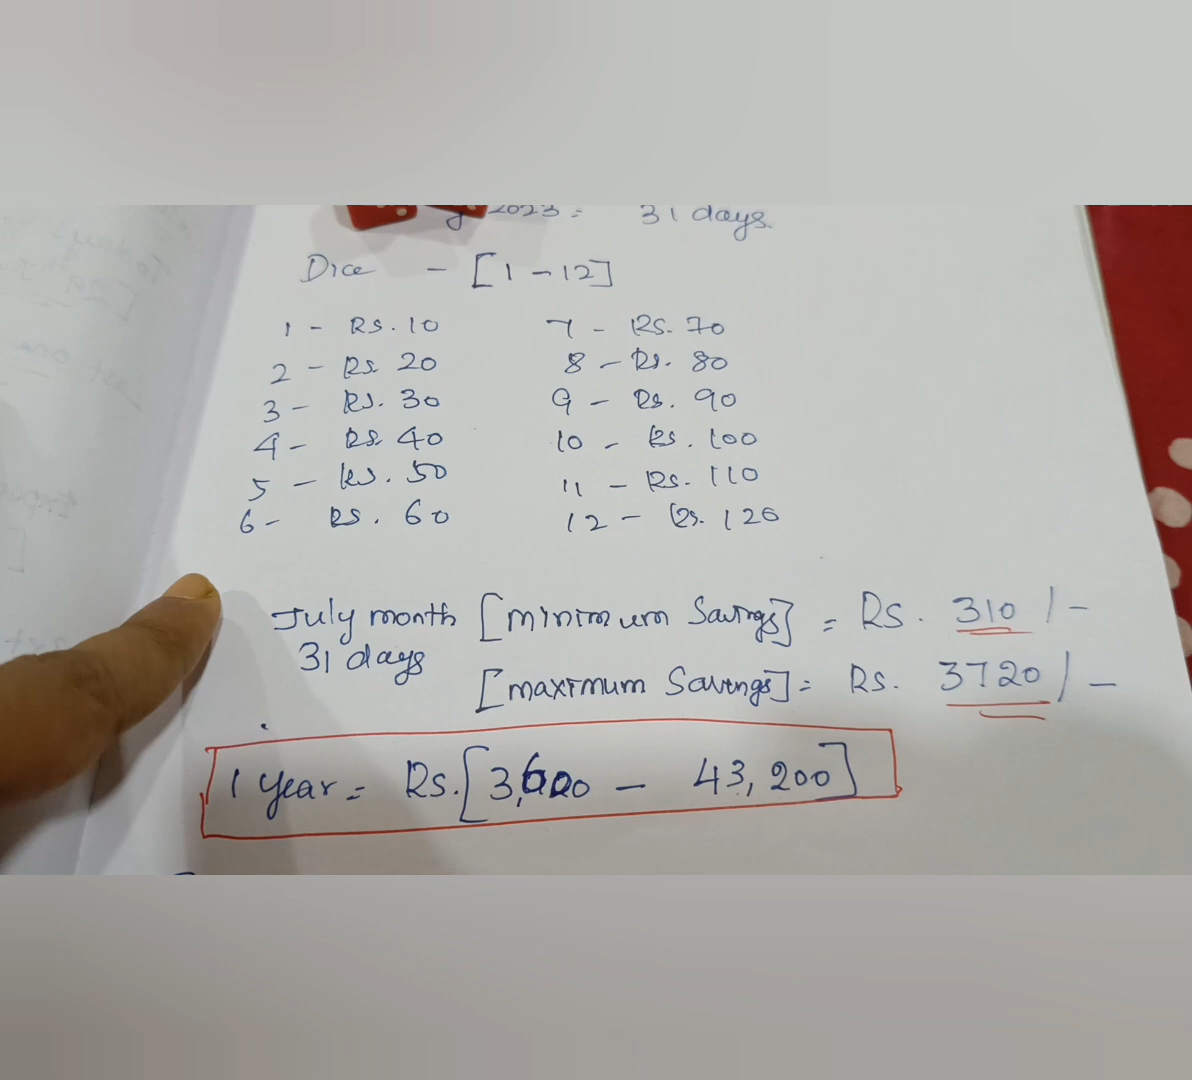 2023 = 31 days.
Dice - [1 - 12]
1 - Rs. 10
2 - Rs. 20
3 - Rs. 30
4 - Rs. 40
5 - Rs. 50
6 - Rs. 60
7 - Rs. 70
8 - Rs. 80
9 - Rs. 90
10 - Rs. 100
11 - Rs. 110
12 - Rs. 120
July month [minimum Savings] = Rs. 310 /-
31 days
[maximum Savings] = Rs. 3720/-
1 Year = Rs. [3,600 - 43,200]